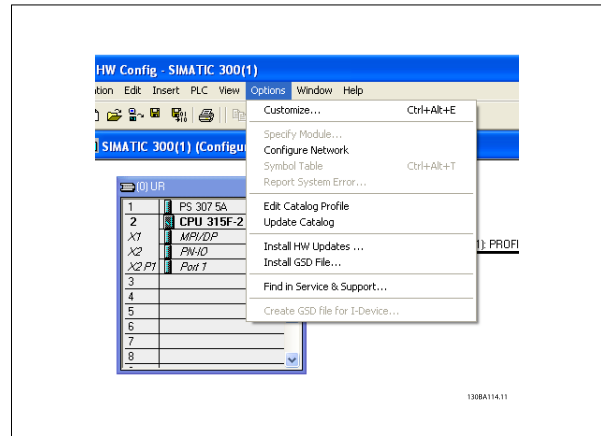 HW Config - SIMATIC 300(1)
Edit Insert PLC View Options Window Help
Customize... Ctrl+Alt+E
Specify Module...
Configure Network
Symbol Table Ctrl+Alt+T
Report System Error...
Edit Catalog Profile
Update Catalog
Install HW Updates ...
Install GSD File...
Find in Service & Support...
Create GSD file for I-Device...
SIMATIC 300(1) (Configu
(0) UR
1 PS 307 5A
2 CPU 315F-2
X1 MPI/DP
X2 PN-IO
X2 P1 Port 1
3
4
5
6
7
8
1): PROFI
130BA114.11